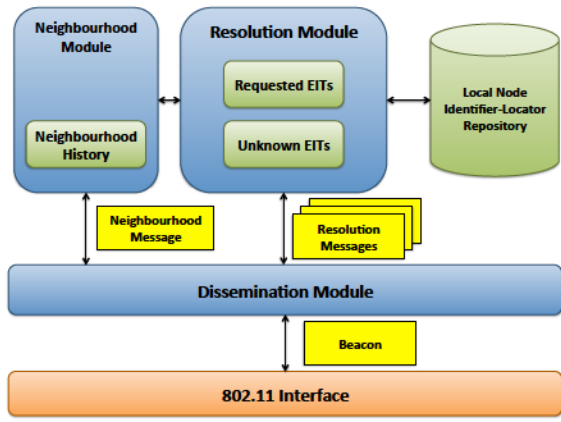 Neighbourhood
Module
Neighbourhood
History
Resolution Module
Requested EITs
Unknown EITs
Local Node
Identifier-Locator
Repository
Neighbourhood
Message
Resolution
Messages
Dissemination Module
Beacon
802.11 Interface